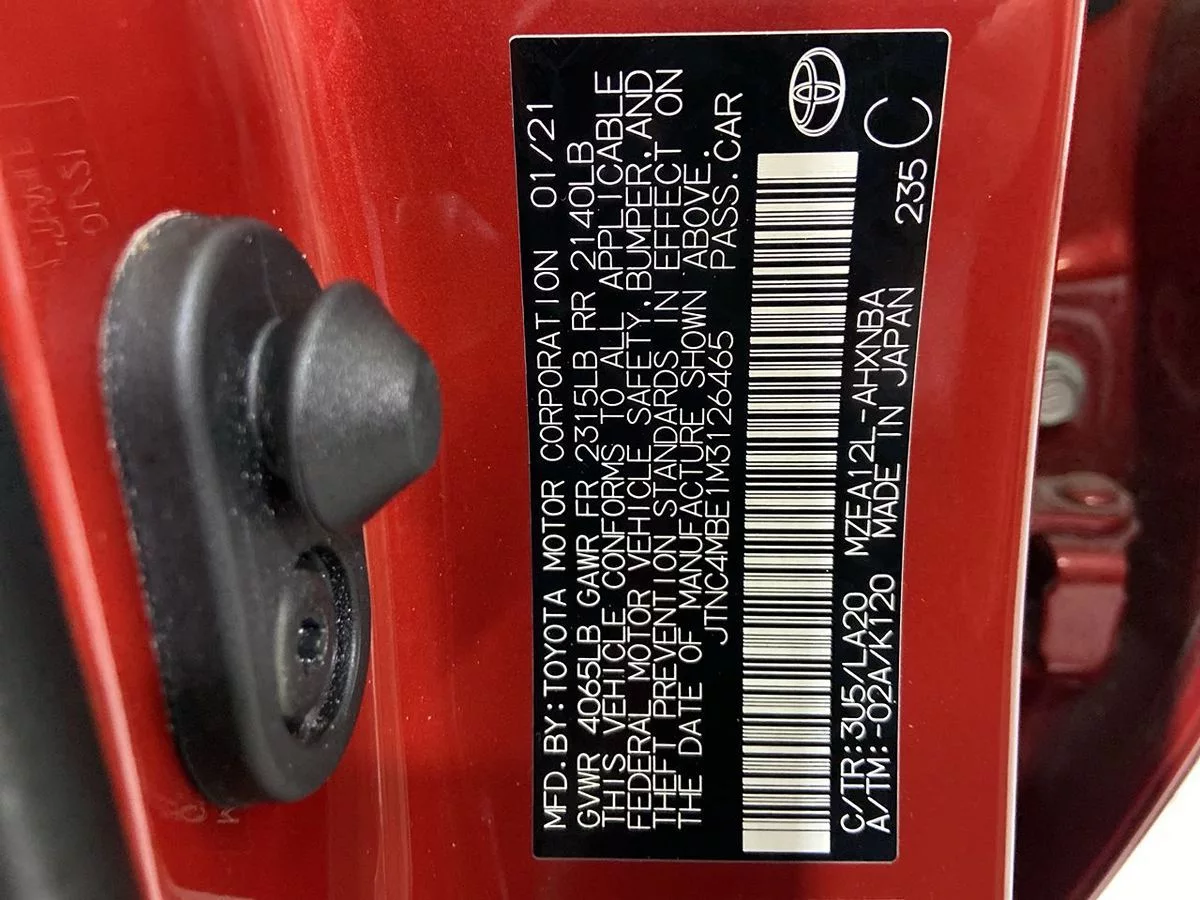 MFD.BY:TOYOTA MOTOR CORPORATION 01/21
GVWR 4065LB GAWR FR 2315LB RR 2140LB
THIS VEHICLE CONFORMS TO ALL APPLICABLE
FEDERAL MOTOR VEHICLE SAFETY,BUMPER,AND
THEFT PREVENTION STANDARDS IN EFFECT ON
THE DATE OF MANUFACTURE SHOWN ABOVE.
JTNC4MBE1M3126465 PASS.CAR
C/TR:3U5/LA20 MZEA12L-AHXNBA
A/TM:-02A/K120 MADE IN JAPAN 235 C